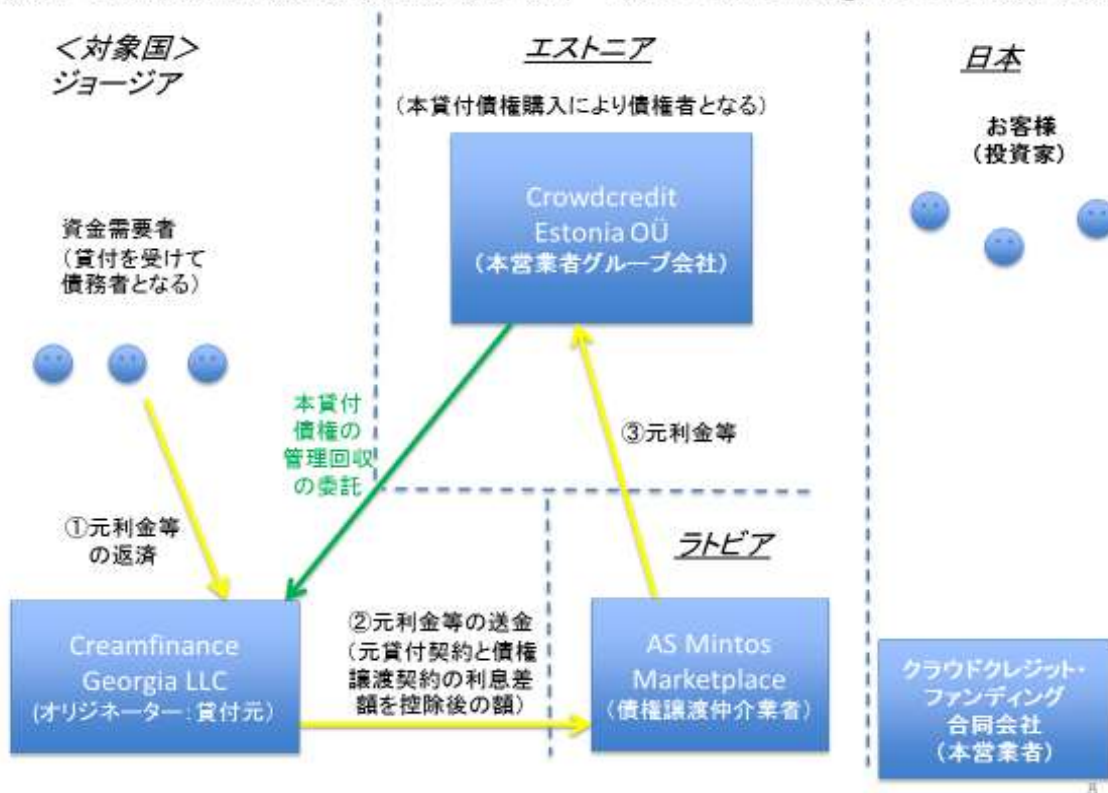 ＜対象国＞
ジョージア
資金需要者
（貸付を受けて
債務者となる）
①元利金等
の返済
Creamfinance
Georgia LLC
(オリジネーター：貸付元）
エストニア
（本貸付債権購入により債権者となる）
Crowdcredit
Estonia OÜ
（本営業者グループ会社）
本貸付
債権の
管理回収
の委託
③元利金等
②元利金等の送金
（元貸付契約と債権
譲渡契約の利息差
額を控除後の額）
ラトビア
AS Mintos
Marketplace
（債権譲渡仲介業者）
日本
お客様
（投資家）
クラウドクレジット・
ファンディング
合同会社
（本営業者）